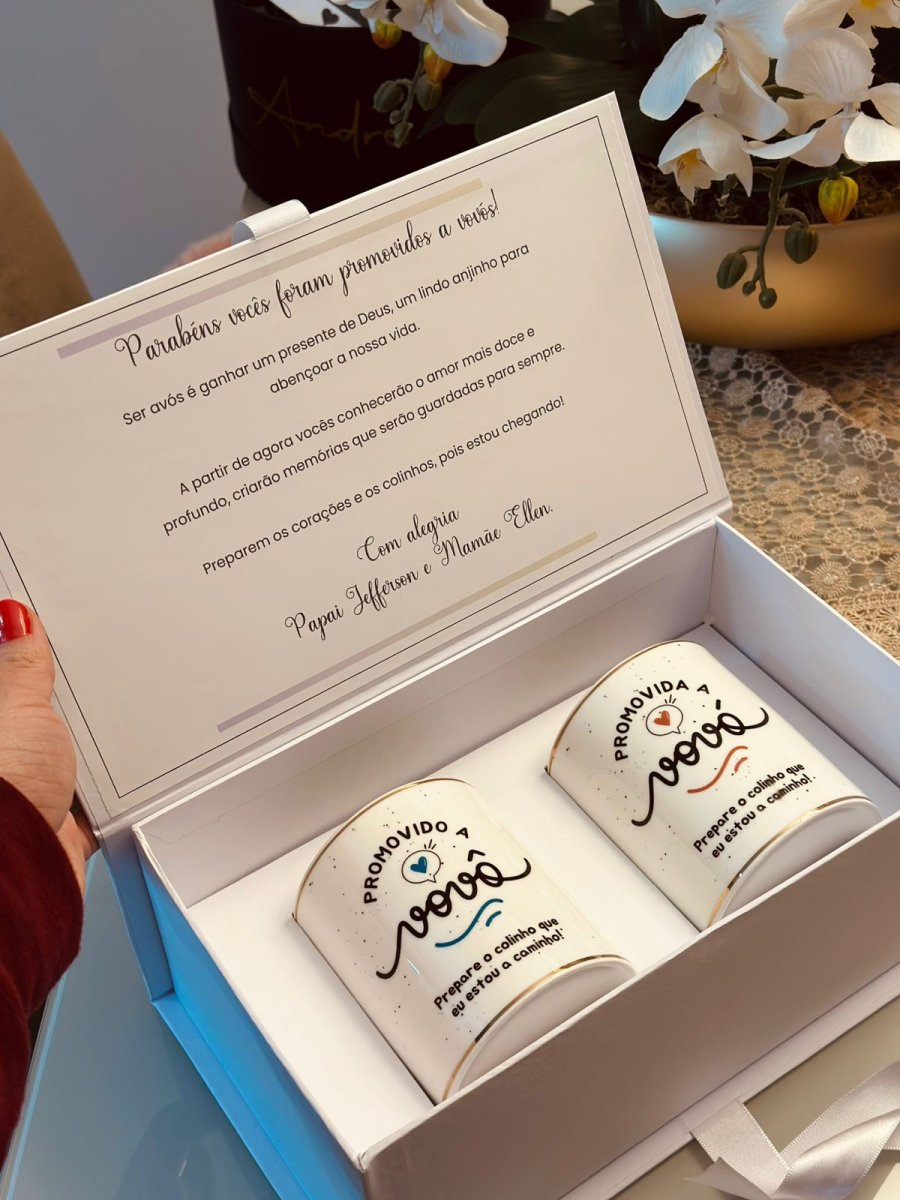 André
Parabéns vocês foram promovidos a vovós!
Ser avós é ganhar um presente de Deus, um lindo anjinho para
abençoar a nossa vida.
A partir de agora vocês conhecerão o amor mais doce e
profundo, criarão memórias que serão guardadas para sempre.
Preparem os corações e os colinhos, pois estou chegando!
Com alegria
Papai Jefferson e Mamãe Ellen.
PROMOVIDO A
vovô
Prepare o colinho que
eu estou a caminho!
PROMOVIDA A
vovó
Prepare o colinho que
eu estou a caminho!